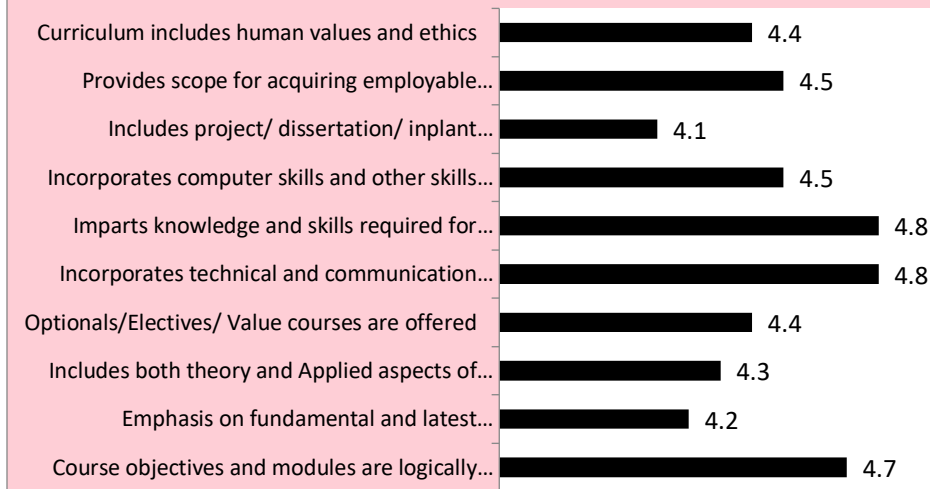 Curriculum includes human values and ethics 4.4
Provides scope for acquiring employable... 4.5
Includes project/ dissertation/ inplant... 4.1
Incorporates computer skills and other skills... 4.5
Imparts knowledge and skills required for... 4.8
Incorporates technical and communication... 4.8
Optionals/Electives/ Value courses are offered 4.4
Includes both theory and Applied aspects of... 4.3
Emphasis on fundamental and latest... 4.2
Course objectives and modules are logically... 4.7